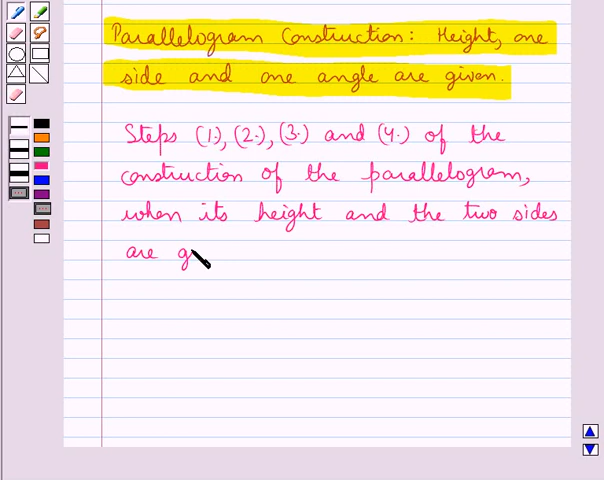 Parallelogram Construction: Height, one
side and one angle are given.
Steps (1.), (2.), (3.) and (4.) of the
construction of the parallelogram,
when its height and the two sides
are g